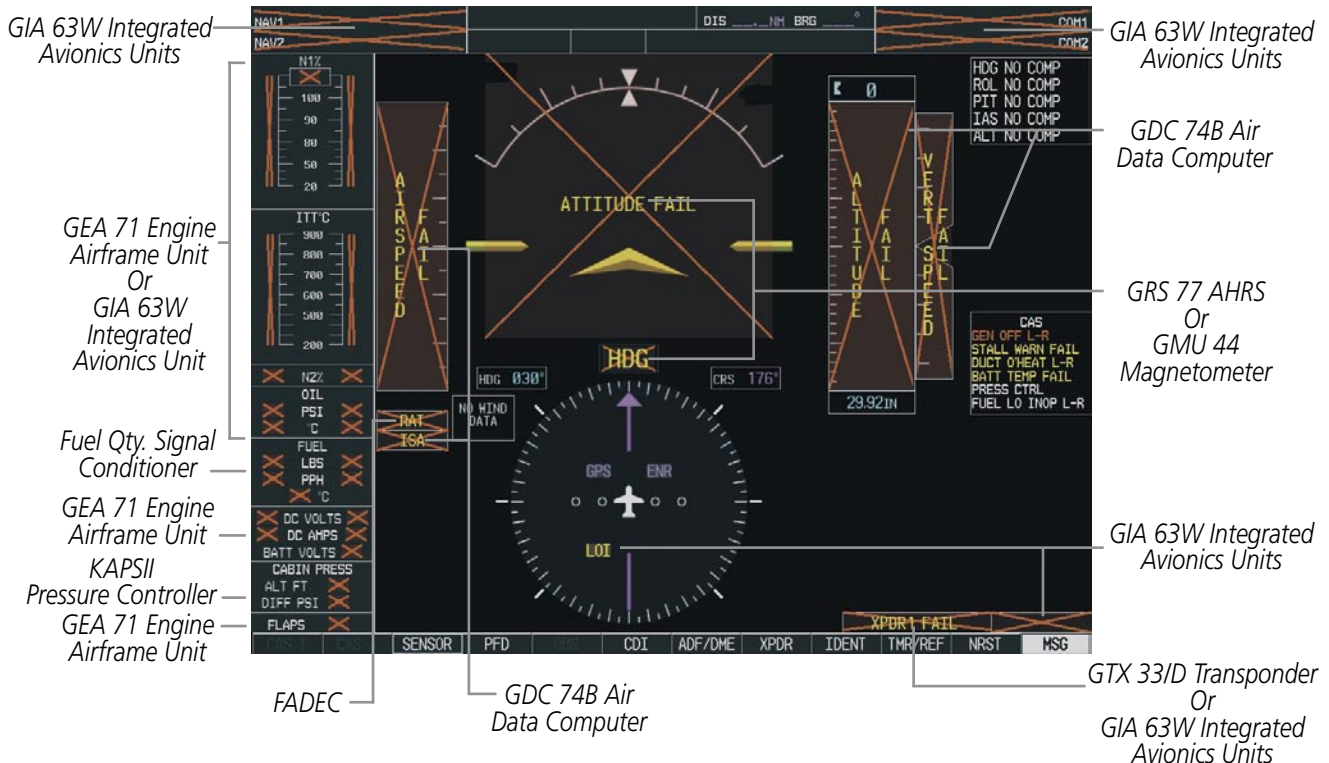 GIA 63W Integrated
Avionics Units
GEA 71 Engine
Airframe Unit
Or
GIA 63W
Integrated
Avionics Unit
Fuel Qty. Signal
Conditioner
GEA 71 Engine
Airframe Unit
KAPSII
Pressure Controller
GEA 71 Engine
Airframe Unit
FADEC
GDC 74B Air
Data Computer
NAV1
NAV2
DIS __._NM BRG ___°
COM1
COM2
N1%
100
90
80
50
20
ITT°C
900
800
700
600
500
200
N2%
OIL
PSI
°C
FUEL
LBS
PPH
°C
DC VOLTS
DC AMPS
BATT VOLTS
CABIN PRESS
ALT FT
DIFF PSI
FLAPS
AIRSPEED FAIL
ATTITUDE FAIL
ALTITUDE FAIL
VERT SPEED FAIL
0
29.92IN
HDG NO COMP
ROL NO COMP
PIT NO COMP
IAS NO COMP
ALT NO COMP
CAS
GEN OFF L-R
STALL WARN FAIL
DUCT O'HEAT L-R
BATT TEMP FAIL
PRESS CTRL
FUEL LO INOP L-R
HDG
HDG 030°
CRS 176°
RAT
ISA
NO WIND
DATA
GPS ENR
LOI
XPDR1 FAIL
SENSOR PFD OBS CDI ADF/DME XPDR IDENT TMR/REF NRST MSG
GIA 63W Integrated
Avionics Units
GDC 74B Air
Data Computer
GRS 77 AHRS
Or
GMU 44
Magnetometer
GIA 63W Integrated
Avionics Units
GTX 33/D Transponder
Or
GIA 63W Integrated
Avionics Units